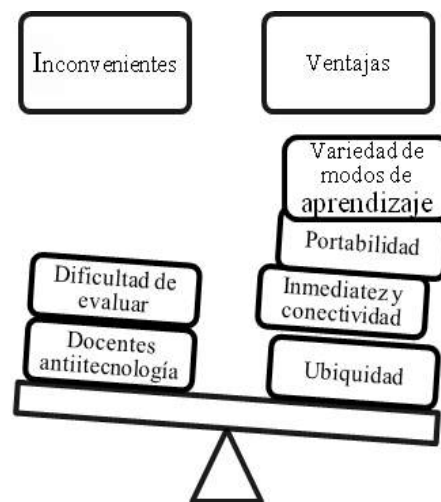 Inconvenientes
Ventajas
Variedad de
modos de
aprendizaje
Portabilidad
Dificultad de
evaluar
Inmediatez y
conectividad
Docentes
antiitecnología
Ubiquidad